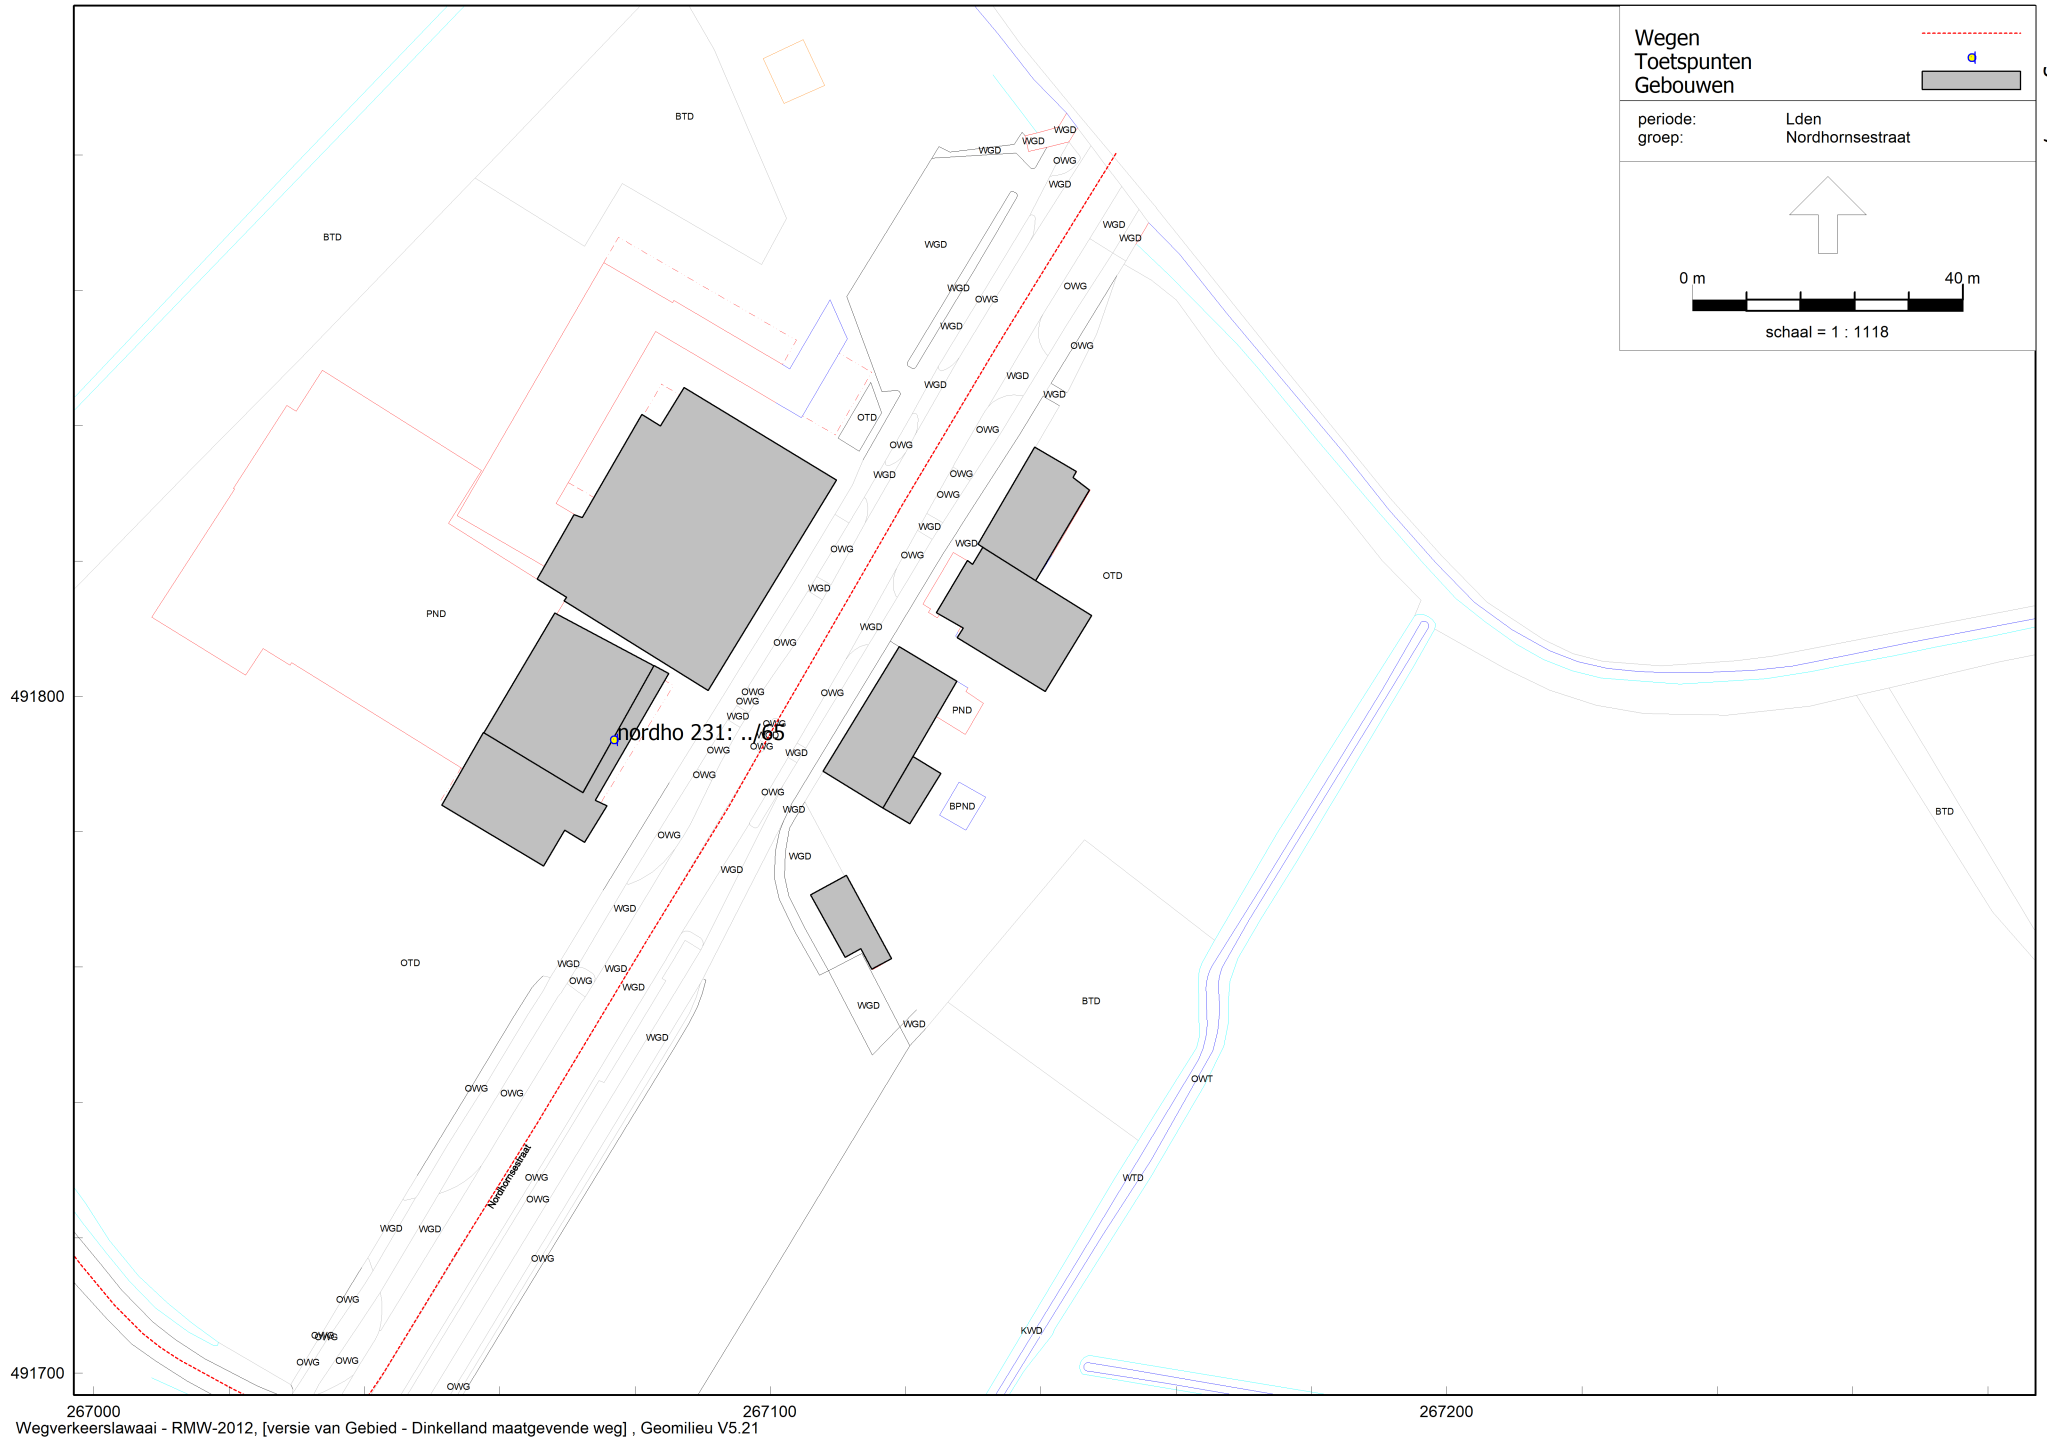 Wegen
Toetspunten
Gebouwen
periode: Lden
groep: Nordhornsestraat
0 m 40 m
schaal = 1 : 1118
BTD
BTD
WGD
WGD
WGD
OWG
WGD
WGD
WGD
WGD
WGD
OWG
OWG
WGD
OWG
WGD
WGD
WGD
OTD
OWG
OWG
WGD
OWG
OWG
WGD
WGD
OWG
OWG
OTD
WGD
PND
WGD
OWG
OWG
OWG
OWG
WGD
PND
OWG
nordho 231: ../65
OWG
OWG
WGD
OWG
OWG
WGD
BPND
BTD
OWG
WGD
WGD
WGD
OTD
WGD
WGD
OWG
WGD
BTD
WGD
WGD
WGD
OWT
OWG
OWG
Nordhornsestraat
OWG
WTD
OWG
WGD
WGD
OWG
OWG
OWG
OWG
KWD
OWG
OWG
OWG
491800
491700
267000
267100
267200
Wegverkeerslawaai - RMW-2012, [versie van Gebied - Dinkelland maatgevende weg] , Geomilieu V5.21